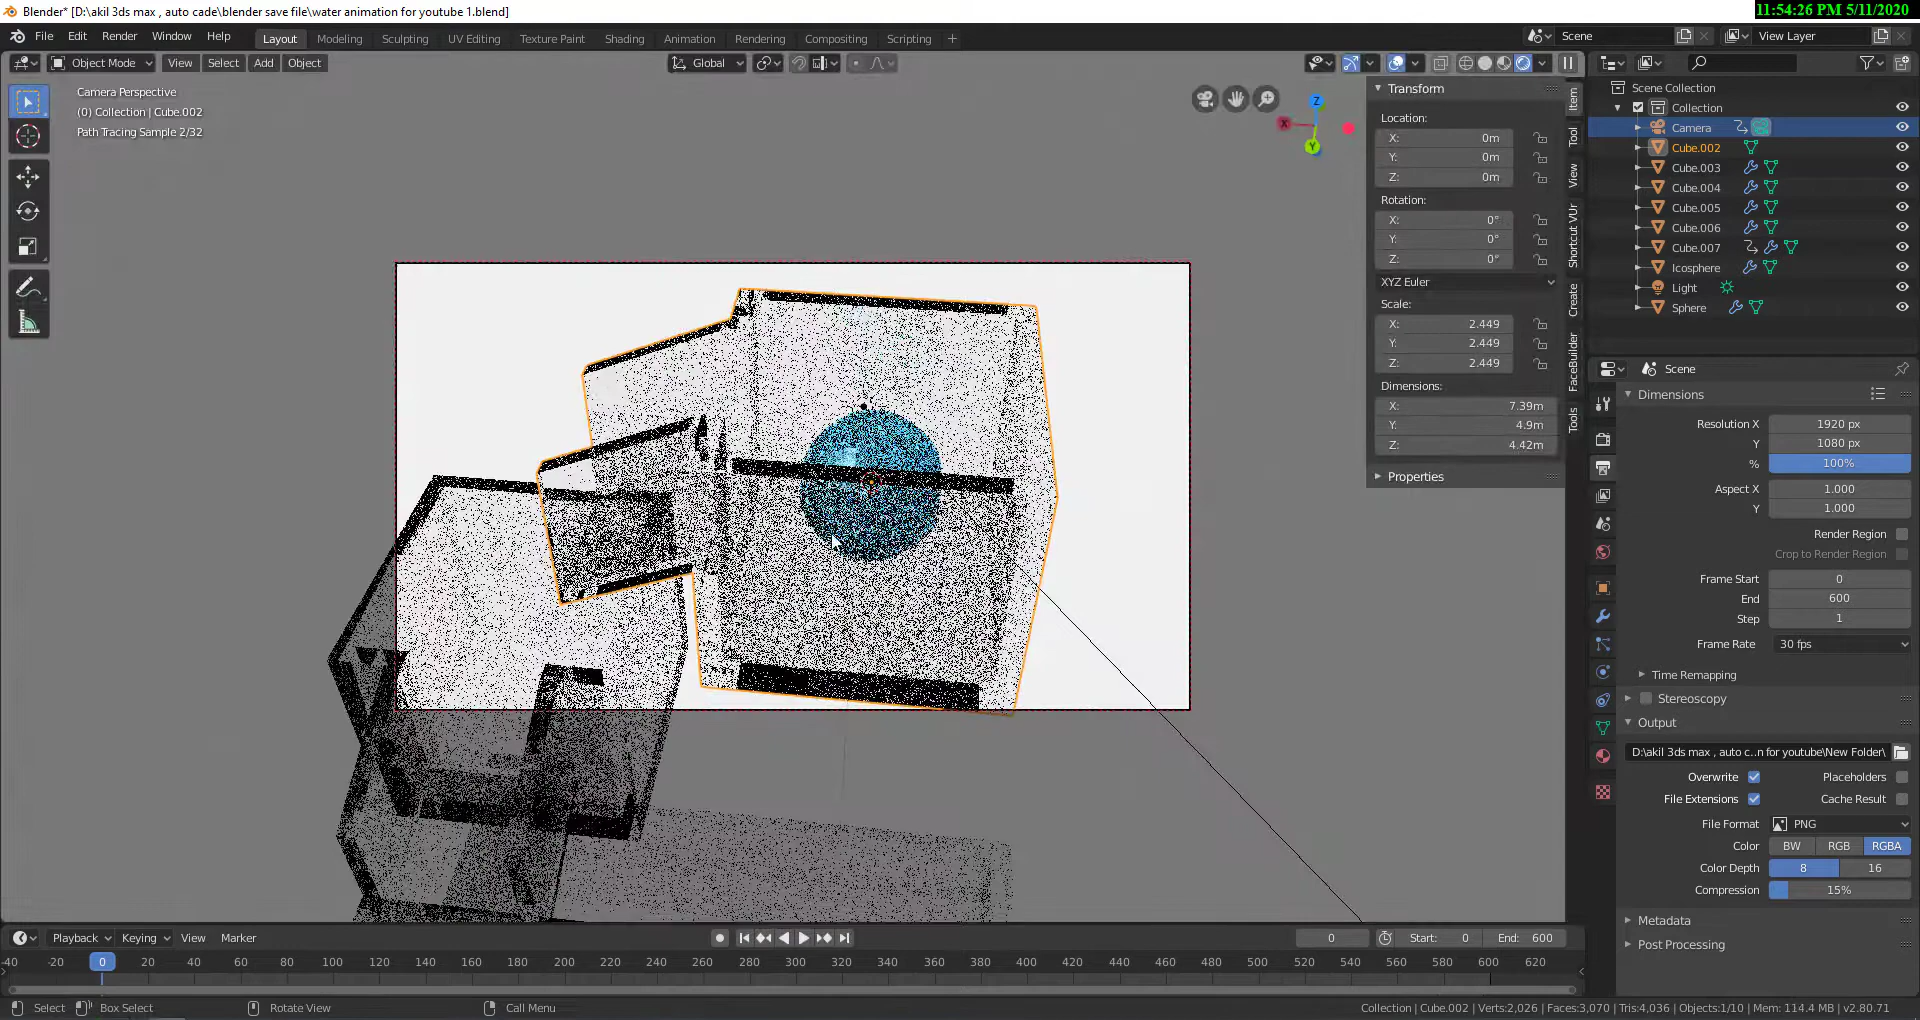 Blender* [D:\akil 3ds max , auto cade\blender save file\water animation for youtube 1.blend]
11:54:26 PM 5/11/2020
File Edit Render Window Help
Layout Modeling Sculpting UV Editing Texture Paint Shading Animation Rendering Compositing Scripting +
Scene
View Layer
Object Mode View Select Add Object
Global
Camera Perspective
(0) Collection | Cube.002
Path Tracing Sample 2/32
Z
X
Y
Transform
Location:
X: 0m
Y: 0m
Z: 0m
Rotation:
X: 0°
Y: 0°
Z: 0°
XYZ Euler
Scale:
X: 2.449
Y: 2.449
Z: 2.449
Dimensions:
X: 7.39m
Y: 4.9m
Z: 4.42m
Properties
Item
Tool
View
Shortcut VUr
Create
FaceBuilder
Tools
Scene Collection
Collection
Camera
Cube.002
Cube.003
Cube.004
Cube.005
Cube.006
Cube.007
Icosphere
Light
Sphere
Scene
Dimensions
Resolution X 1920 px
Y 1080 px
% 100%
Aspect X 1.000
Y 1.000
Render Region
Crop to Render Region
Frame Start 0
End 600
Step 1
Frame Rate 30 fps
Time Remapping
Stereoscopy
Output
D:\akil 3ds max , auto c..n for youtube\New Folder\
Overwrite Placeholders
File Extensions Cache Result
File Format PNG
Color BW RGB RGBA
Color Depth 8 16
Compression 15%
Metadata
Post Processing
Playback Keying View Marker
0 Start: 0 End: 600
-40 -20 0 20 40 60 80 100 120 140 160 180 200 220 240 260 280 300 320 340 360 380 400 420 440 460 480 500 520 540 560 580 600 620
Select Box Select Rotate View Call Menu
Collection | Cube.002 | Verts:2,026 | Faces:3,070 | Tris:4,036 | Objects:1/10 | Mem: 114.4 MB | v2.80.71